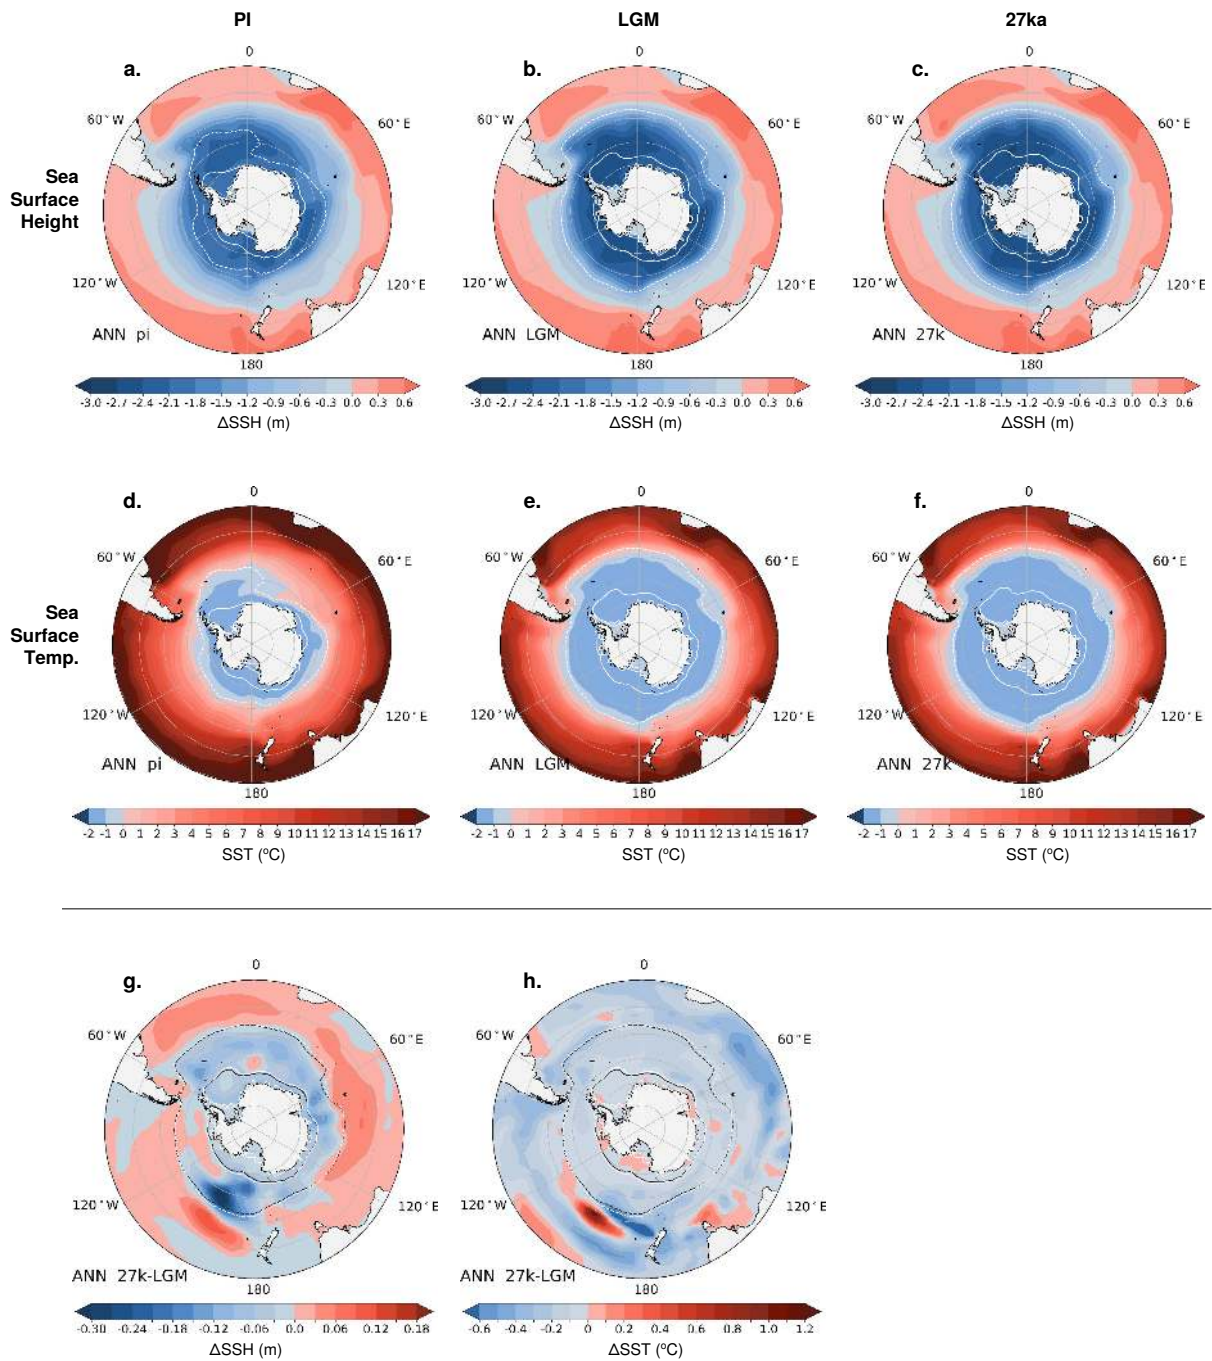 PI LGM 27ka
a. b. c.
0 0 0
60°W 60°E 60°W 60°E 60°W 60°E
Sea
Surface
Height
120°W 120°E 120°W 120°E 120°W 120°E
ANN pi ANN LGM ANN 27k
180 180 180
-3.0 -2.7 -2.4 -2.1 -1.8 -1.5 -1.2 -0.9 -0.6 -0.3 0.0 0.3 0.6 -3.0 -2.7 -2.4 -2.1 -1.8 -1.5 -1.2 -0.9 -0.6 -0.3 0.0 0.3 0.6 -3.0 -2.7 -2.4 -2.1 -1.8 -1.5 -1.2 -0.9 -0.6 -0.3 0.0 0.3 0.6
ΔSSH (m) ΔSSH (m) ΔSSH (m)
d. e. f.
0 0 0
60°W 60°E 60°W 60°E 60°W 60°E
Sea
Surface
Temp.
120°W 120°E 120°W 120°E 120°W 120°E
ANN pi ANN LGM ANN 27k
180 180 180
-2 -1 0 1 2 3 4 5 6 7 8 9 10 11 12 13 14 15 16 17 -2 -1 0 1 2 3 4 5 6 7 8 9 10 11 12 13 14 15 16 17 -2 -1 0 1 2 3 4 5 6 7 8 9 10 11 12 13 14 15 16 17
SST (ºC) SST (ºC) SST (ºC)
g. h.
0 0
60°W 60°E 60°W 60°E
120°W 120°E 120°W 120°E
ANN 27k-LGM ANN 27k-LGM
180 180
-0.30 -0.24 -0.18 -0.12 -0.06 0.0 0.06 0.12 0.18 -0.6 -0.4 -0.2 0 0.2 0.4 0.6 0.8 1.0 1.2
ΔSSH (m) ΔSST (ºC)